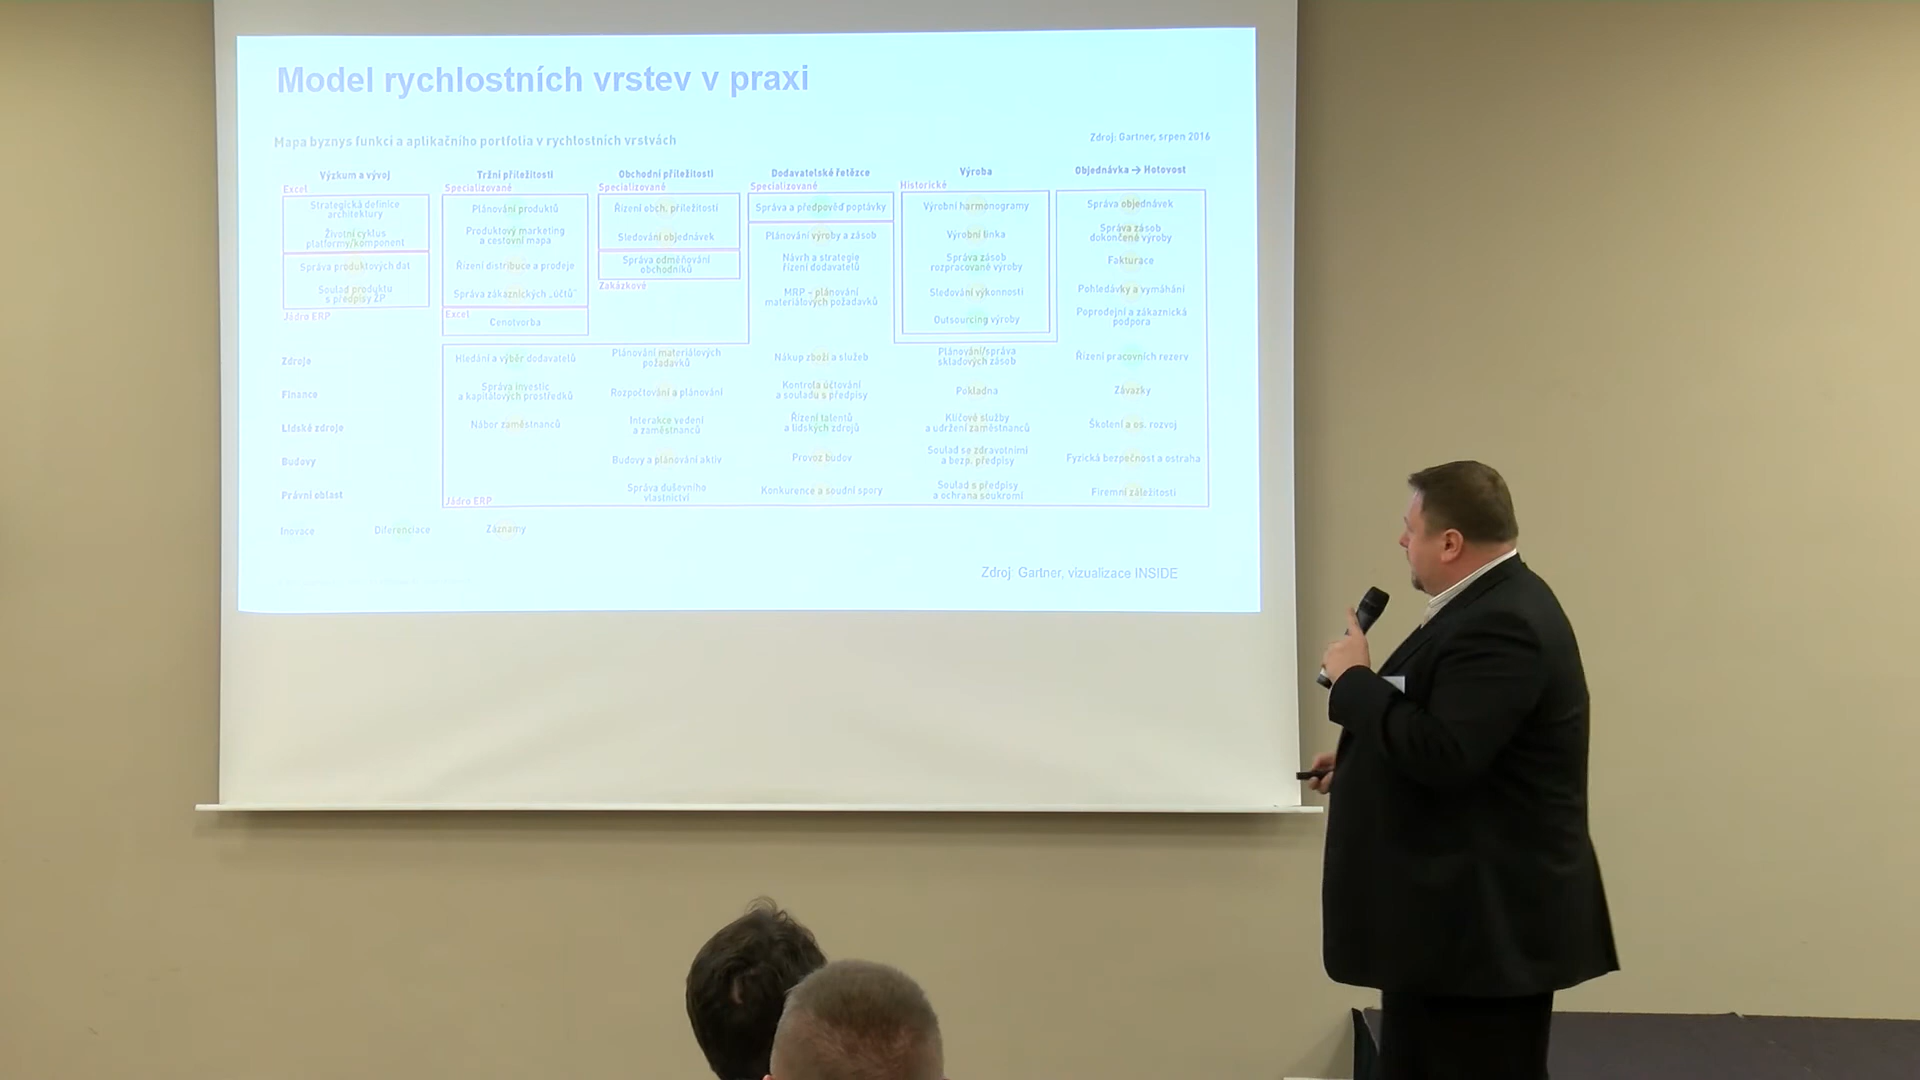 Model rychlostních vrstev v praxi
Mapa byznys funkcí a aplikačního portfolia v rychlostních vrstvách
Zdroj: Gartner, srpen 2016
Výzkum a vývoj
Excel
Strategická definice
architektury
Životní cyklus
platformy/komponent
Správa produktových dat
Soulad produktu
s předpisy ŽP
Jádro ERP
Tržní příležitosti
Specializované
Plánování produktů
Produktový marketing
a cestovní mapa
Řízení distribuce a prodeje
Správa zákaznických „účtů“
Excel
Cenotvorba
Obchodní příležitosti
Specializované
Řízení obch. příležitostí
Sledování objednávek
Správa odměňování
obchodníků
Zakázkové
Dodavatelské řetězce
Specializované
Správa a předpověď poptávky
Plánování výroby a zásob
Návrh a strategie
řízení dodavatelů
MRP – plánování
materiálových požadavků
Výroba
Historické
Výrobní harmonogramy
Výrobní linka
Správa zásob
rozpracované výroby
Sledování výkonnosti
Outsourcing výroby
Objednávka → Hotovost
Správa objednávek
Správa zásob
dokončené výroby
Fakturace
Pohledávky a vymáhání
Poprodejní a zákaznická
podpora
Zdroje
Hledání a výběr dodavatelů
Plánování materiálových
požadavků
Nákup zboží a služeb
Plánování/správa
skladových zásob
Řízení pracovních rezerv
Finance
Správa investic
a kapitálových prostředků
Rozpočtování a plánování
Kontrola účtování
a souladu s předpisy
Pokladna
Závazky
Lidské zdroje
Nábor zaměstnanců
Interakce vedení
a zaměstnanců
Řízení talentů
a lidských zdrojů
Klíčové služby
a udržení zaměstnanců
Školení a os. rozvoj
Budovy
Budovy a plánování aktiv
Provoz budov
Soulad se zdravotními
a bezp. předpisy
Fyzická bezpečnost a ostraha
Právní oblast
Správa duševního
vlastnictví
Konkurence a soudní spory
Soulad s předpisy
a ochrana soukromí
Firemní záležitosti
Jádro ERP
Inovace
Diferenciace
Záznamy
Zdroj: Gartner, vizualizace INSIDE